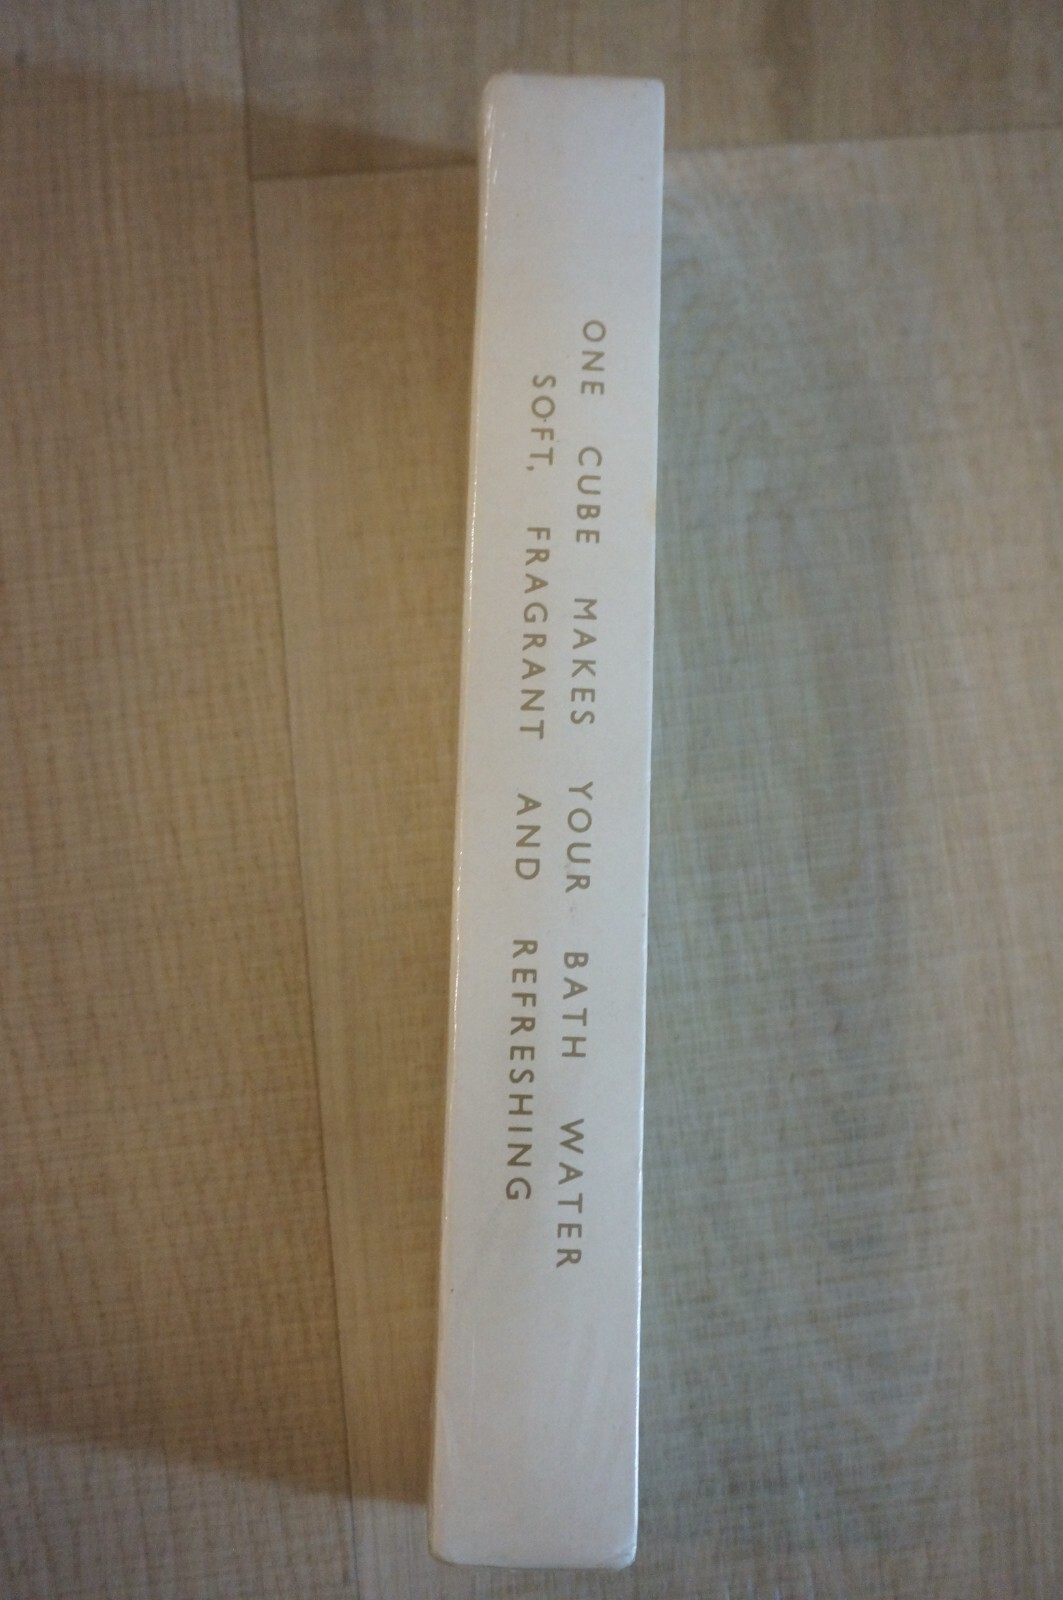 ONE CUBE MAKES YOUR BATH WATER
SOFT, FRAGRANT AND REFRESHING